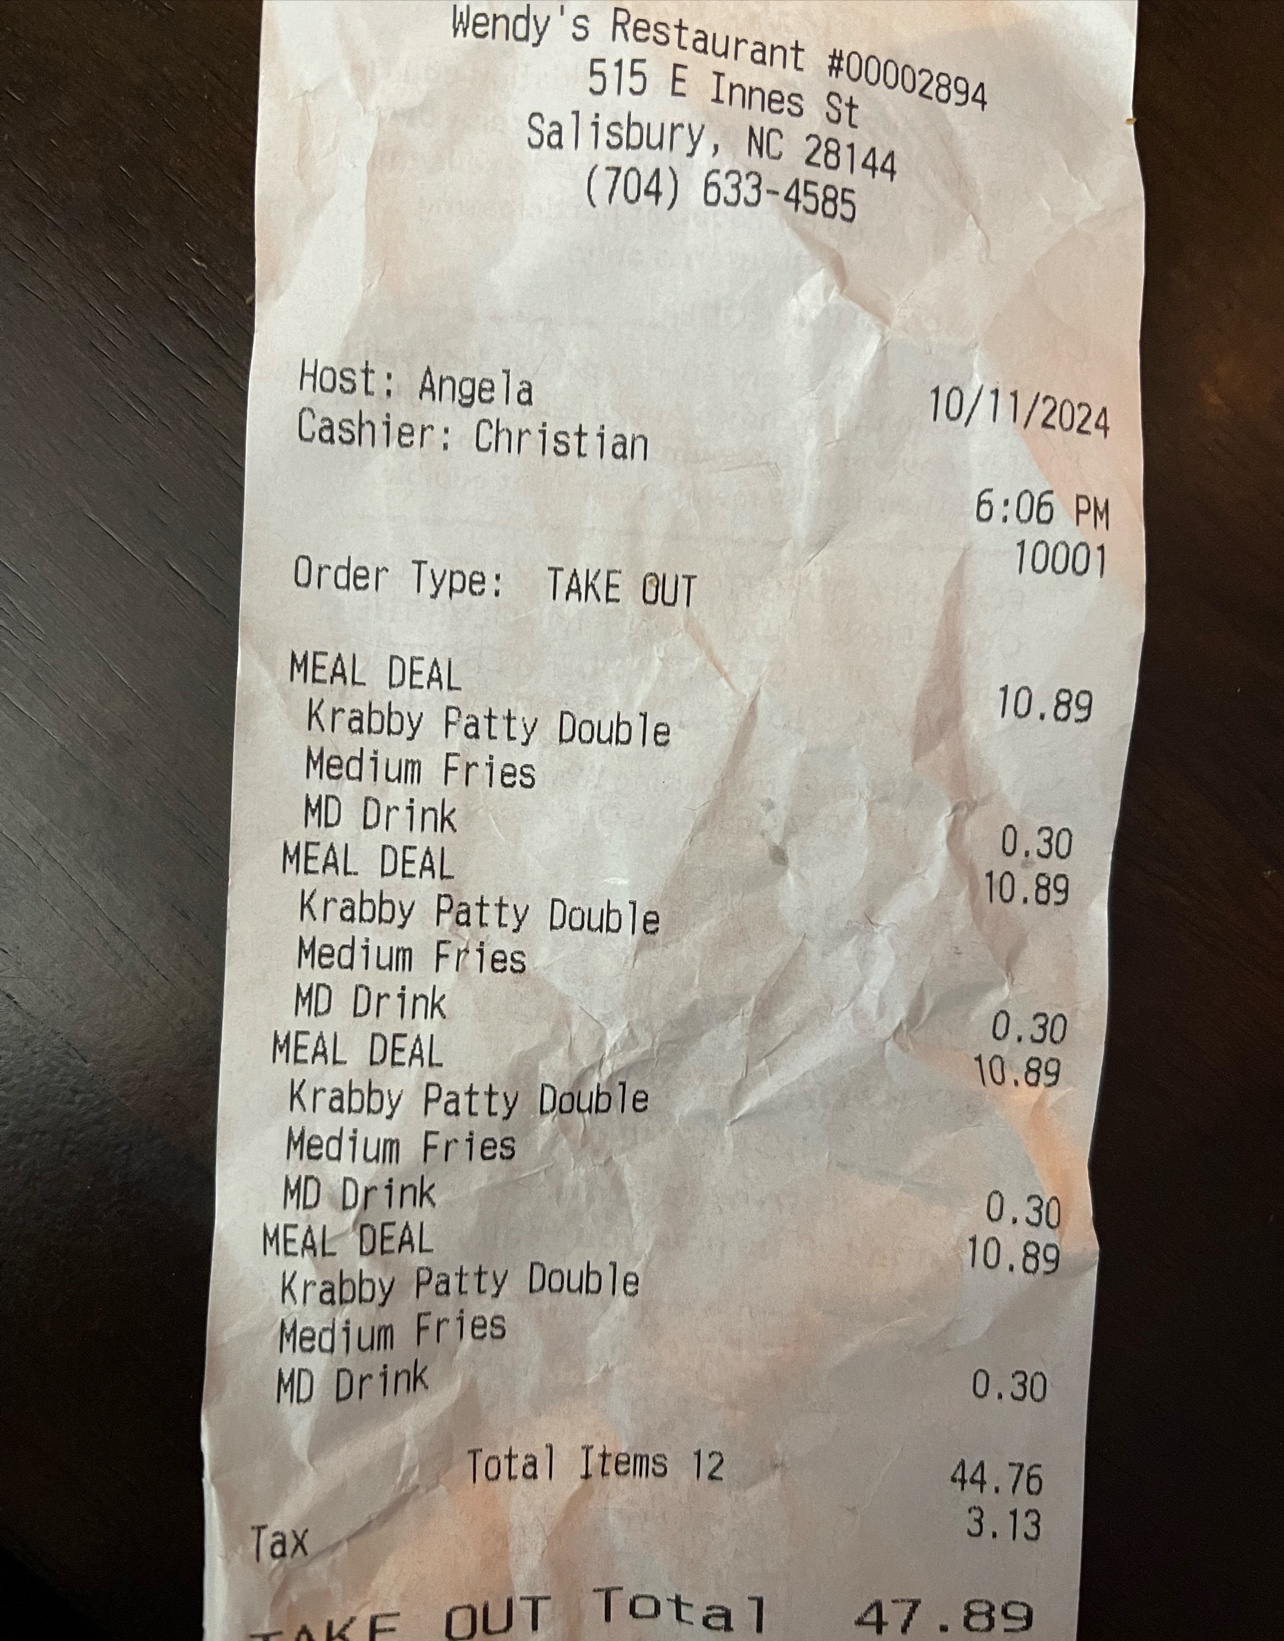 Wendy's Restaurant #00002894
515 E Innes St
Salisbury, NC 28144
(704) 633-4585
Host: Angela 10/11/2024
Cashier: Christian
6:06 PM
10001
Order Type: TAKE OUT
MEAL DEAL 10.89
Krabby Patty Double
Medium Fries
MD Drink 0.30
MEAL DEAL 10.89
Krabby Patty Double
Medium Fries
MD Drink 0.30
MEAL DEAL 10.89
Krabby Patty Double
Medium Fries
MD Drink 0.30
MEAL DEAL 10.89
Krabby Patty Double
Medium Fries
MD Drink 0.30
Total Items 12 44.76
Tax 3.13
TAKE OUT Total 47.89